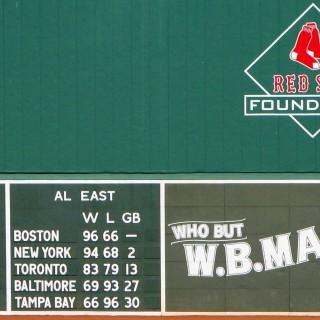 RED S
FOUND
AL EAST
W L GB
BOSTON 96 66 —
NEW YORK 94 68 2
TORONTO 83 79 13
BALTIMORE 69 93 27
TAMPA BAY 66 96 30
WHO BUT
W.B.MA